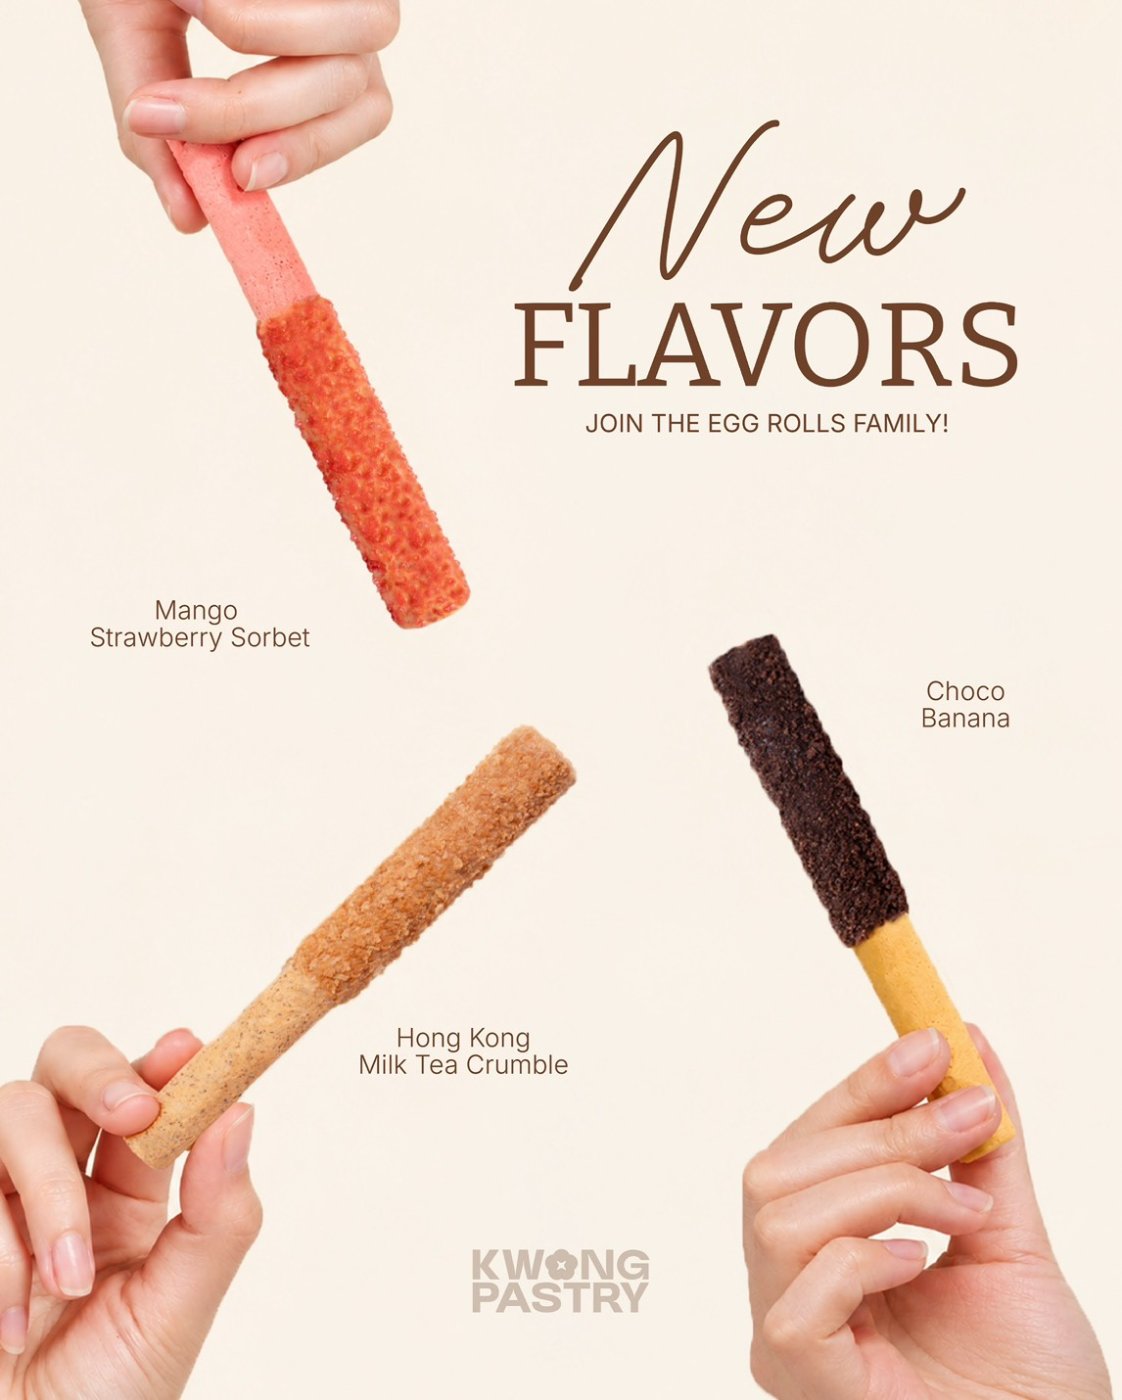 New
FLAVORS
JOIN THE EGG ROLLS FAMILY!
Mango
Strawberry Sorbet
Choco
Banana
Hong Kong
Milk Tea Crumble
KWONG
PASTRY